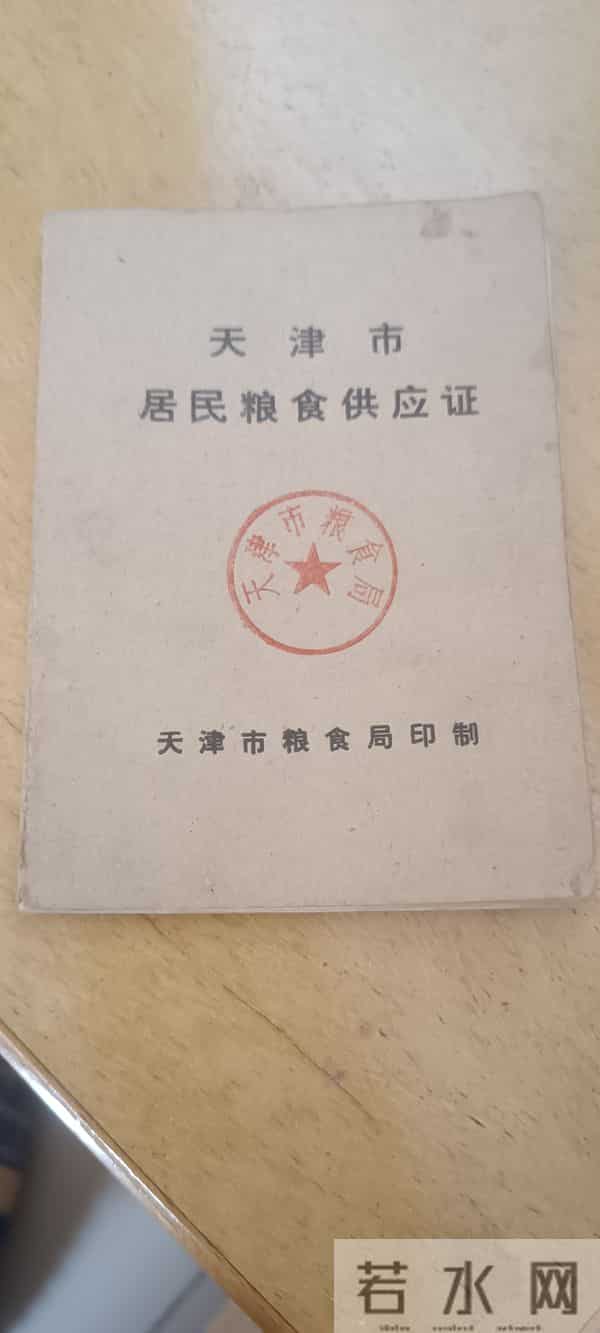 天津市
居民粮食供应证
天津市粮食局
天津市粮食局印制
若水网